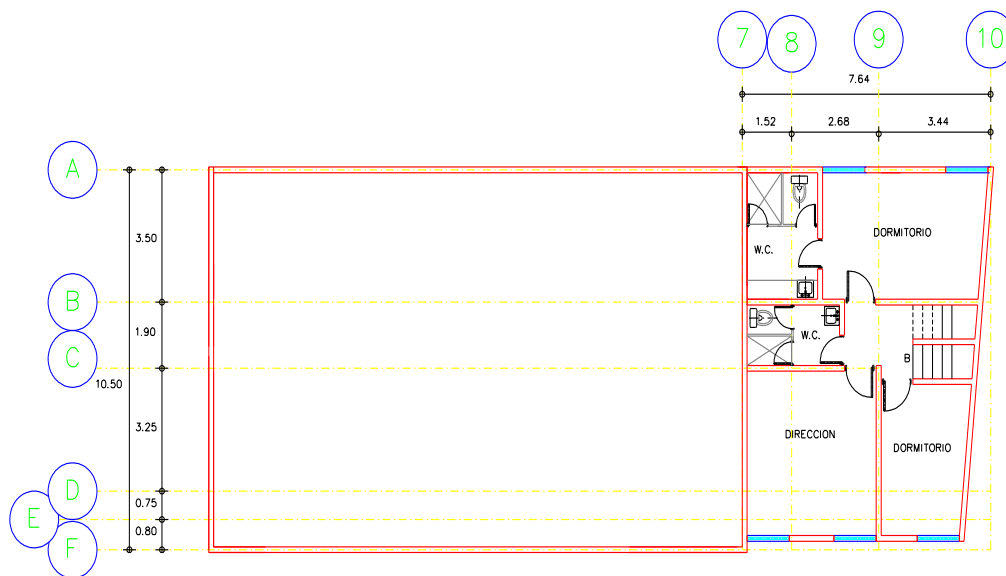 7 8 9 10
7.64
1.52 2.68 3.44
A
3.50
DORMITORIO
W.C.
B
1.90
W.C.
C
B
10.50
3.25
DIRECCION
DORMITORIO
D
0.75
E
0.80
F